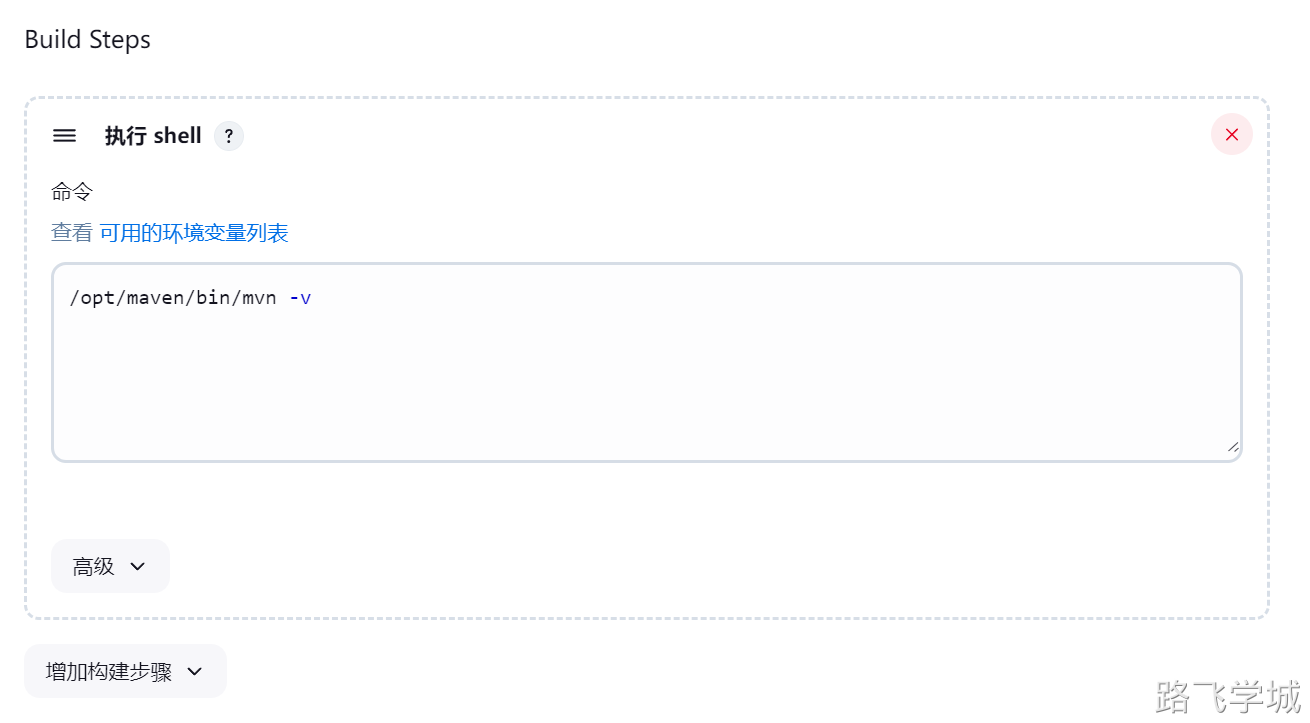 Build Steps
执行 shell ?
命令
查看 可用的环境变量列表
/opt/maven/bin/mvn -v
高级
增加构建步骤
路飞学城